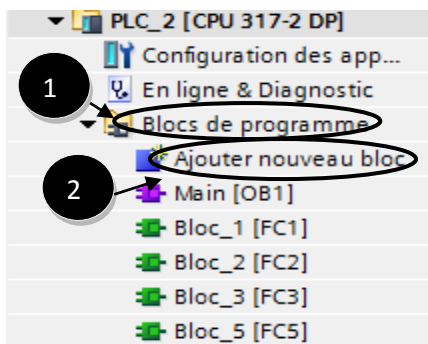 PLC_2 [CPU 317-2 DP]
Configuration des app...
1
En ligne & Diagnostic
Blocs de programme
Ajouter nouveau bloc
2
Main [OB1]
Bloc_1 [FC1]
Bloc_2 [FC2]
Bloc_3 [FC3]
Bloc_5 [FC5]